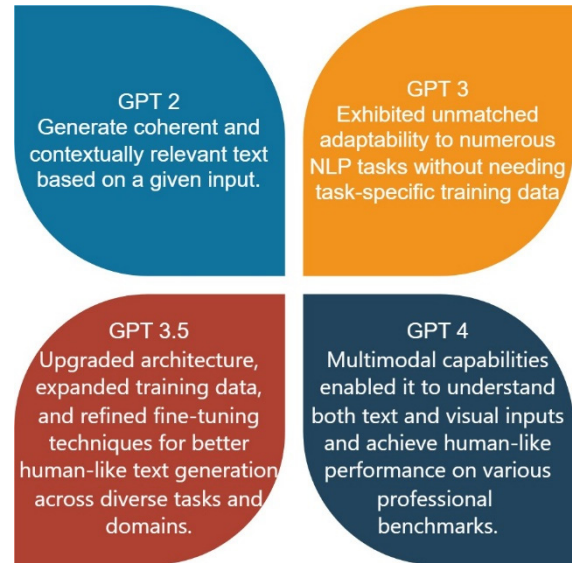 GPT 2
Generate coherent and
contextually relevant text
based on a given input.
GPT 3
Exhibited unmatched
adaptability to numerous
NLP tasks without needing
task-specific training data
GPT 3.5
Upgraded architecture,
expanded training data,
and refined fine-tuning
techniques for better
human-like text generation
across diverse tasks and
domains.
GPT 4
Multimodal capabilities
enabled it to understand
both text and visual inputs
and achieve human-like
performance on various
professional
benchmarks.